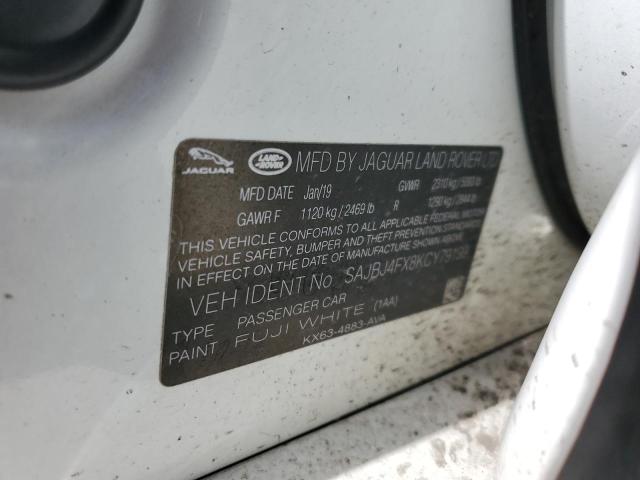 JAGUAR LAND ROVER MFD BY JAGUAR LAND ROVER LTD
MFD DATE Jan/19 GVWR 2310 kg /
GAWR F 1120 kg / 2469 lb R 1290 kg / 2844 lb
THIS VEHICLE CONFORMS TO ALL APPLICABLE FEDERAL MOTOR
VEHICLE SAFETY, BUMPER AND THEFT PREVENTION STANDARDS
IN EFFECT ON THE DATE OF MANUFACTURE SHOWN ABOVE
VEH IDENT No
TYPE PASSENGER CAR
PAINT FUJI WHITE (1AA)
KX63-4883-AVA